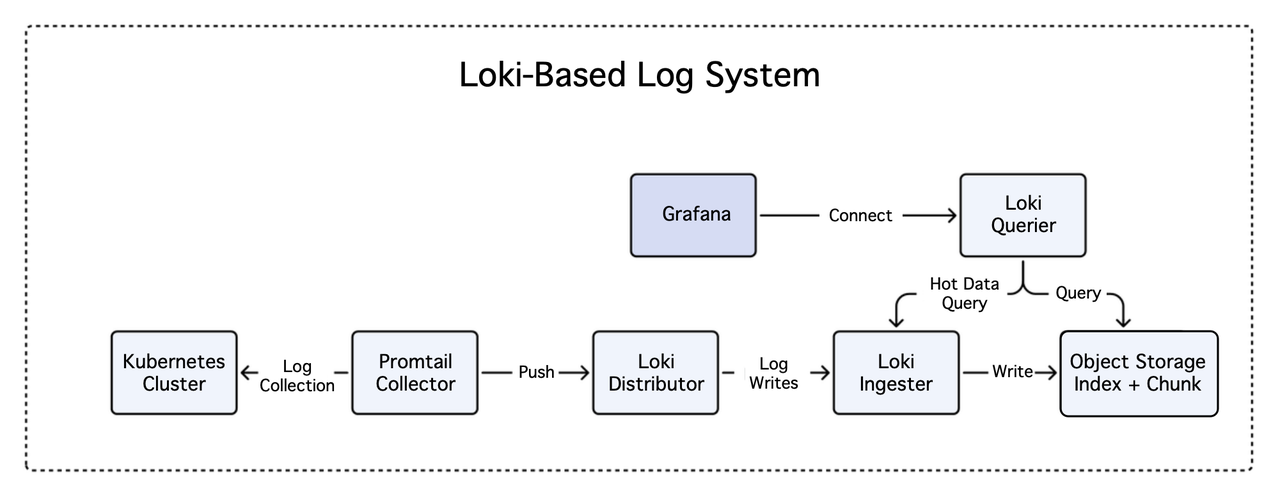 Loki-Based Log System
Grafana
Connect
Loki
Querier
Hot Data
Query
Query
Kubernetes
Cluster
Log
Collection
Promtail
Collector
Push
Loki
Distributor
Log
Writes
Loki
Ingester
Write
Object Storage
Index + Chunk